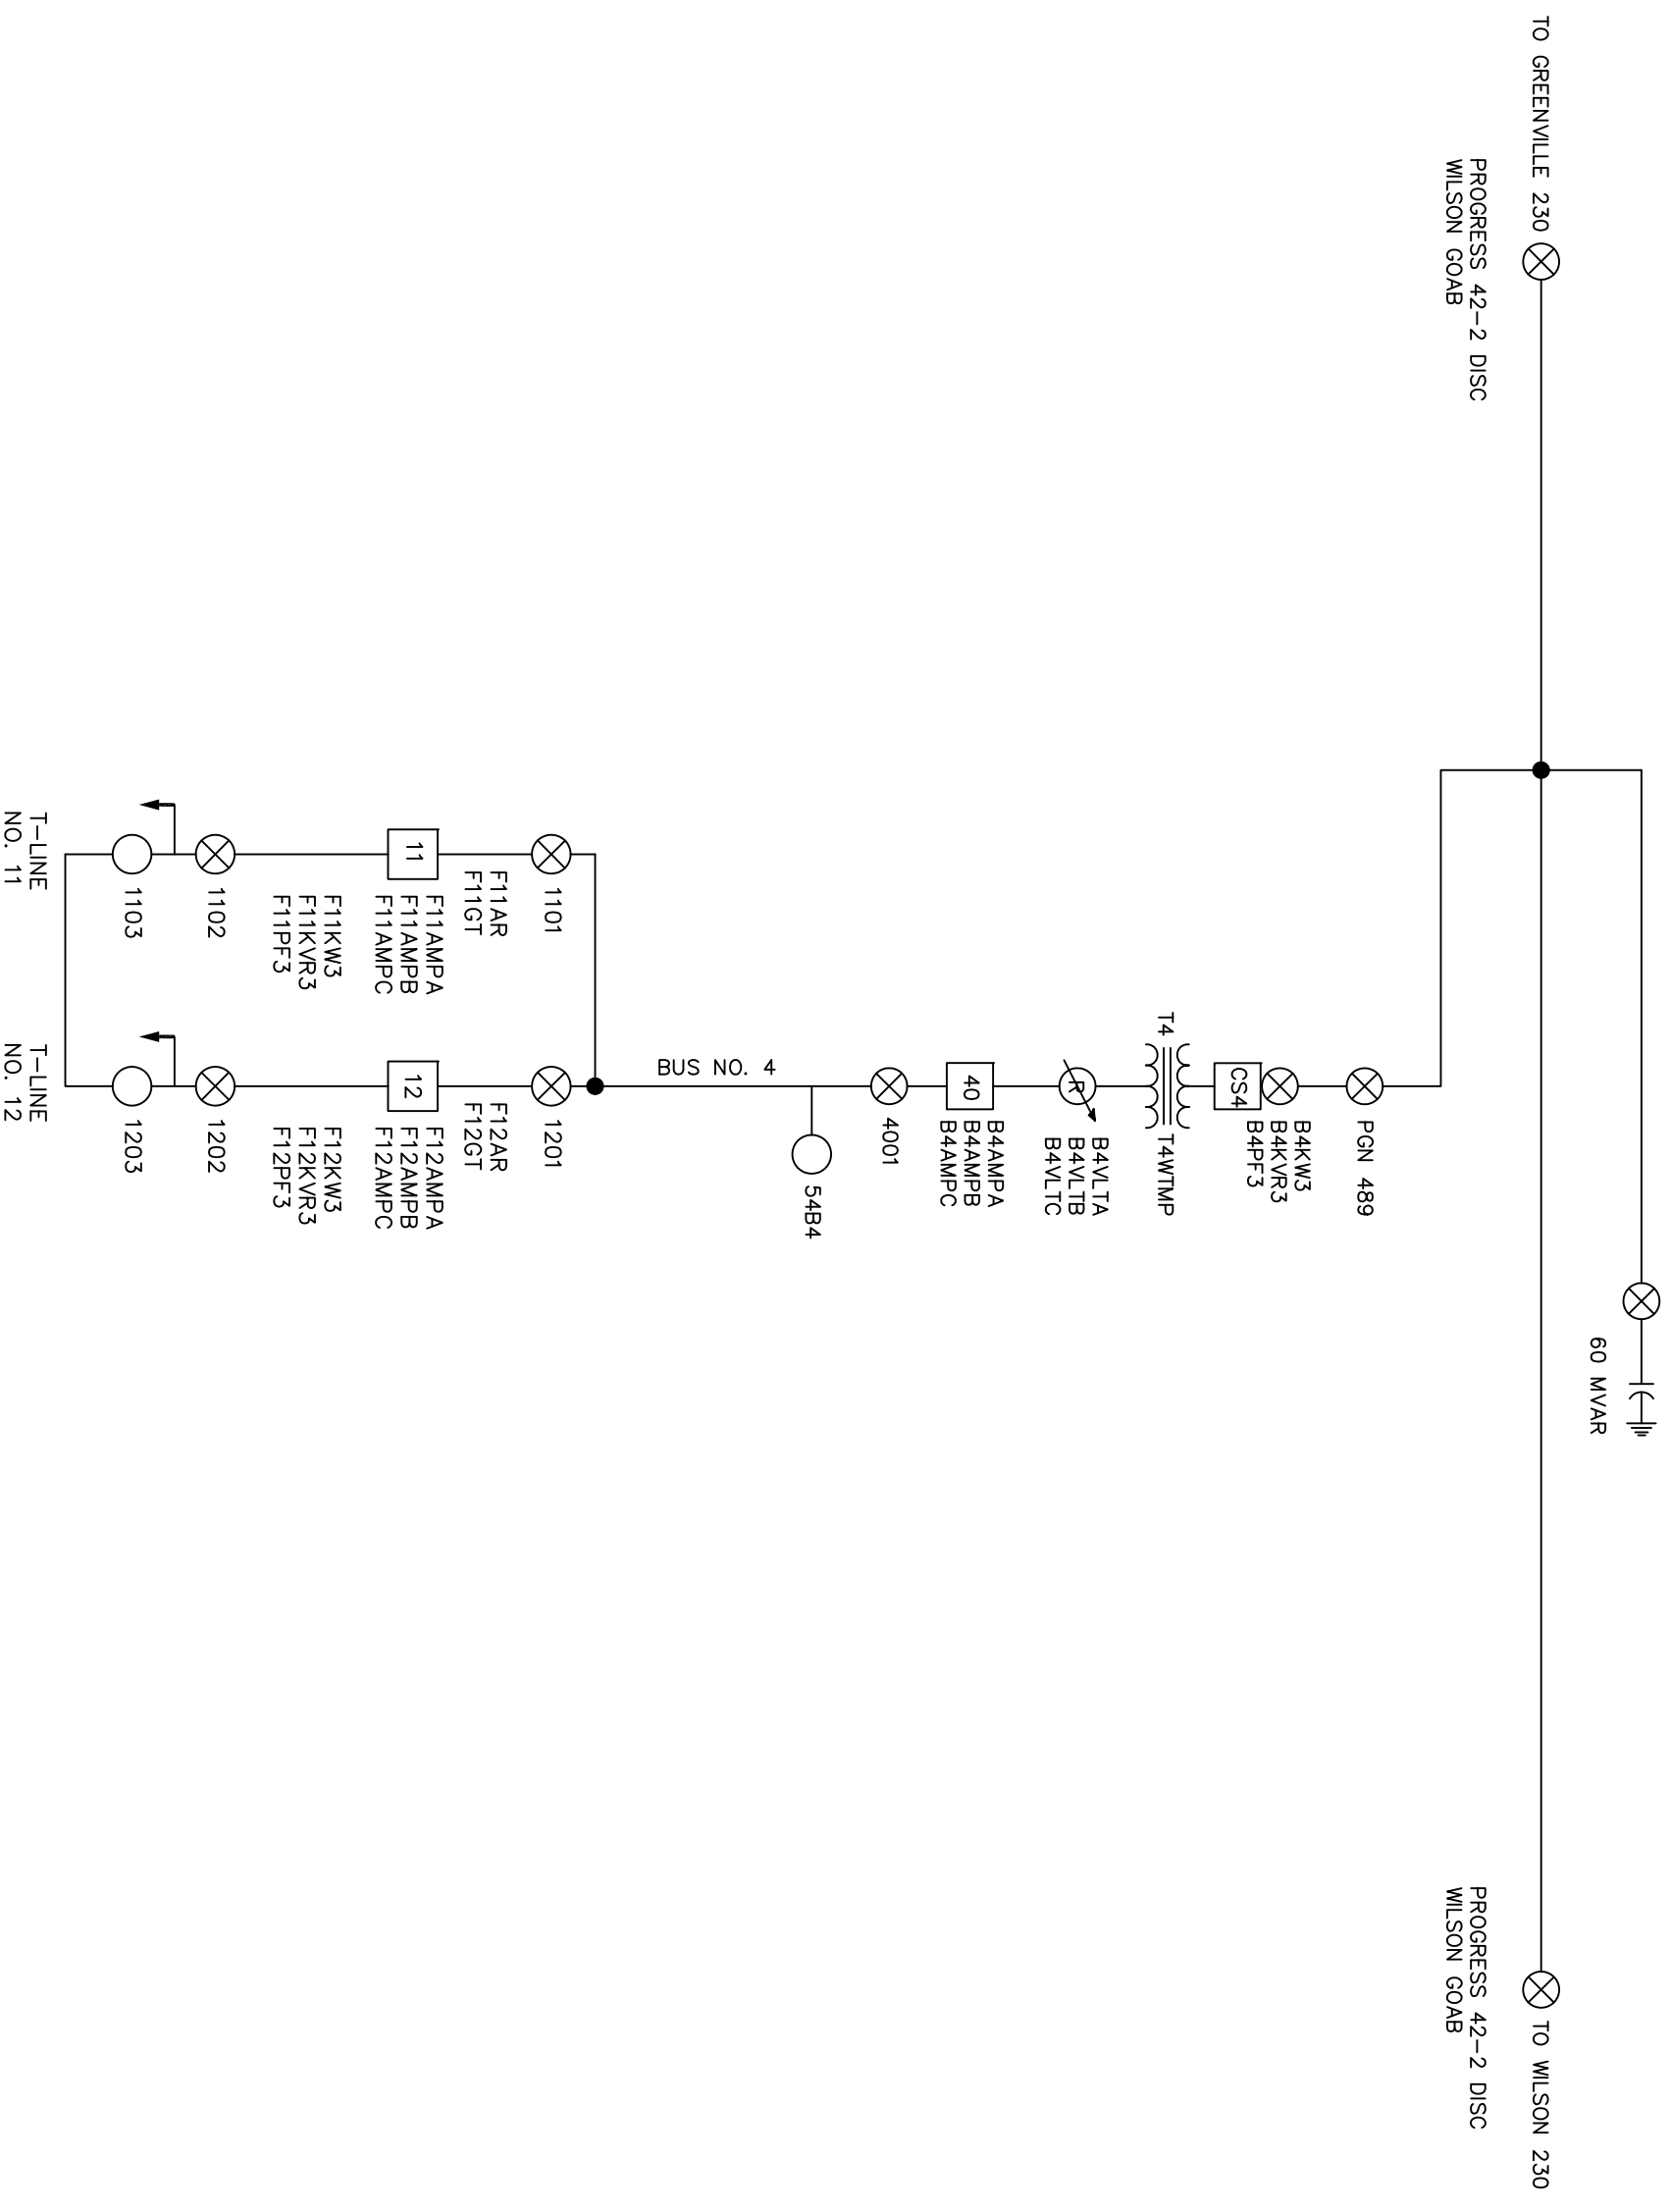 60 MVAR
TO GREENVILLE 230
TO WILSON 230
PROGRESS 42-2 DISC
WILSON GOAB
PROGRESS 42-2 DISC
WILSON GOAB
PGN 489
B4KW3
B4KVR3
B4PF3
CS4
T4
T4WTMP
R
B4VLTA
B4VLTB
B4VLTC
40
B4AMPA
B4AMPB
B4AMPC
4001
54B4
BUS NO. 4
1101
1201
F11AR
F11GT
F12AR
F12GT
11
F11AMPA
F11AMPB
F11AMPC
12
F12AMPA
F12AMPB
F12AMPC
F11KW3
F11KVR3
F11PF3
F12KW3
F12KVR3
F12PF3
1102
1202
1103
1203
T-LINE
NO. 11
T-LINE
NO. 12